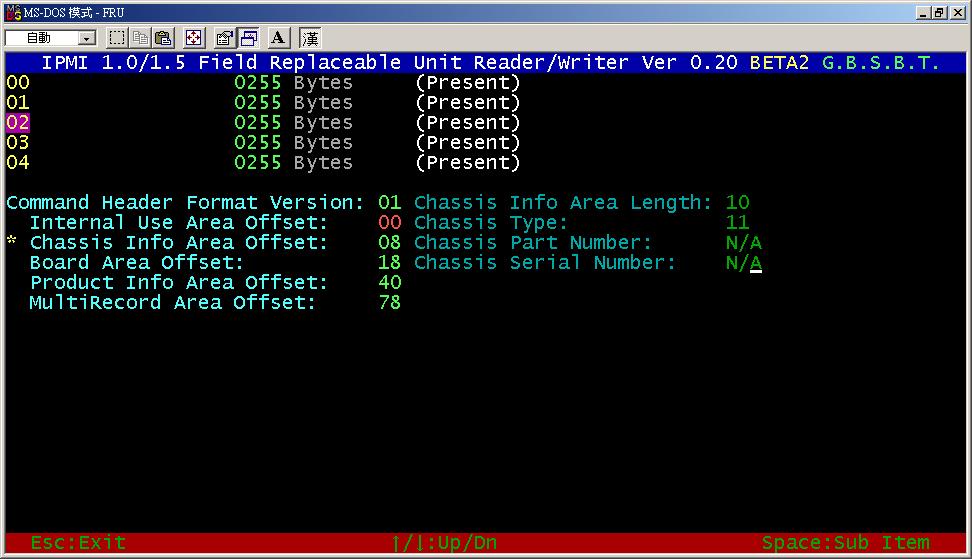 MS-DOS 模式 - FRU
自動
A 漢
IPMI 1.0/1.5 Field Replaceable Unit Reader/Writer Ver 0.20 BETA2 G.B.S.B.T.
00 0255 Bytes (Present)
01 0255 Bytes (Present)
02 0255 Bytes (Present)
03 0255 Bytes (Present)
04 0255 Bytes (Present)
Command Header Format Version: 01 Chassis Info Area Length: 10
Internal Use Area Offset: 00 Chassis Type: 11
* Chassis Info Area Offset: 08 Chassis Part Number: N/A
Board Area Offset: 18 Chassis Serial Number: N/A
Product Info Area Offset: 40
MultiRecord Area Offset: 78
Esc:Exit ↑/↓:Up/Dn Space:Sub Item